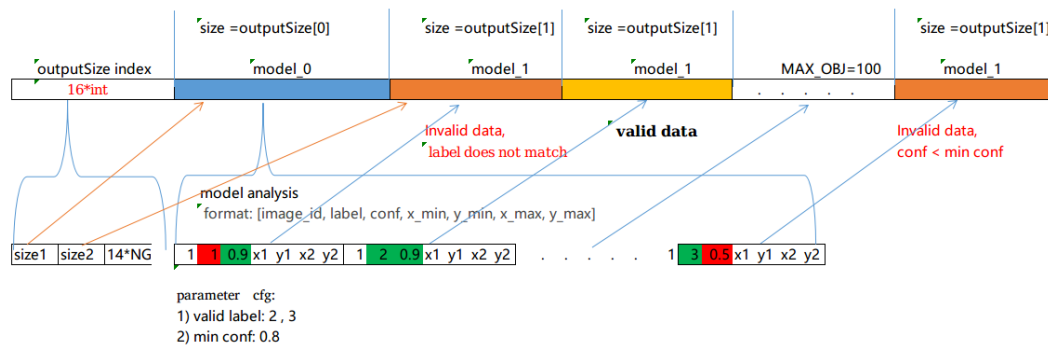 size =outputSize[0]
size =outputSize[1]
size =outputSize[1]
size =outputSize[1]
outputSize index
model_0
model_1
model_1
MAX_OBJ=100
model_1
16*int
. . . . .
Invalid data,
label does not match
valid data
Invalid data,
conf < min conf
model analysis
format: [image_id, label, conf, x_min, y_min, x_max, y_max]
size1 size2 14*NG
1 1 0.9 x1 y1 x2 y2 1 2 0.9 x1 y1 x2 y2 . . . . . 1 3 0.5 x1 y1 x2 y2
parameter cfg:
1) valid label: 2 , 3
2) min conf: 0.8